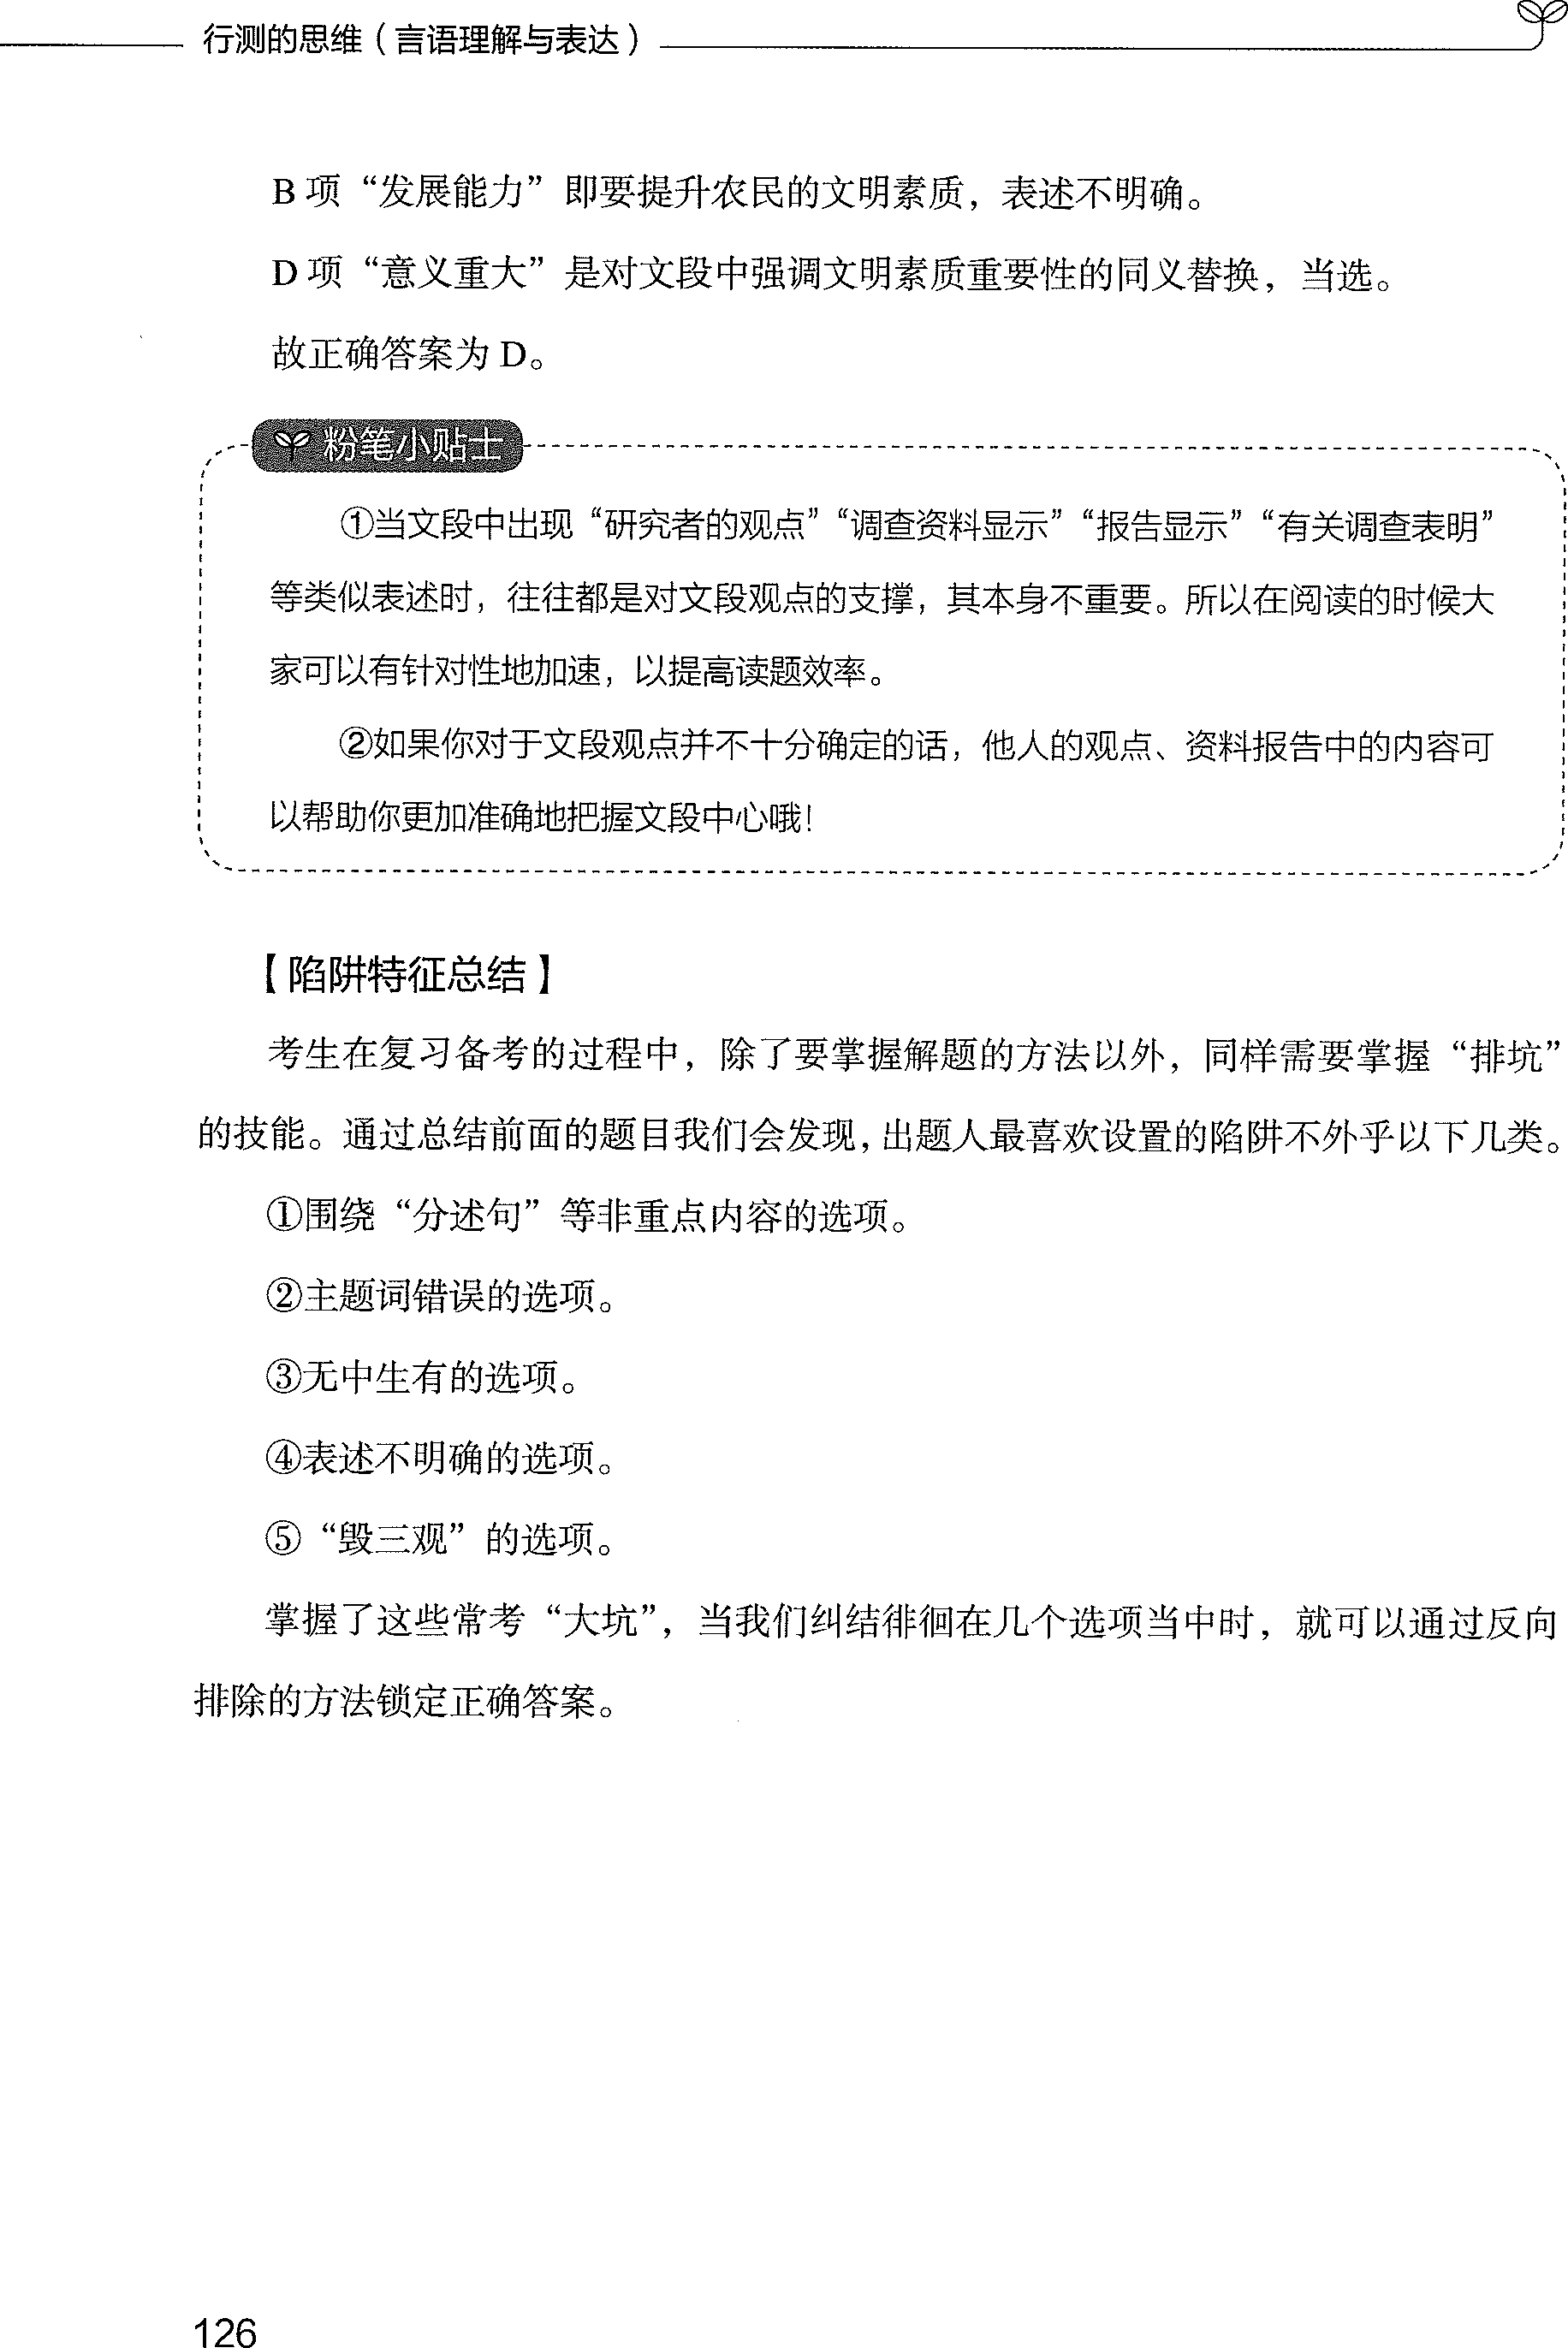 行测的思维（言语理解与表达）
B 项“发展能力”即要提升农民的文明素质，表述不明确。
D 项“意义重大”是对文段中强调文明素质重要性的同义替换，当选。
故正确答案为 D。
粉笔小贴士
①当文段中出现“研究者的观点”“调查资料显示”“报告显示”“有关调查表明”
等类似表述时，往往都是对文段观点的支撑，其本身不重要。所以在阅读的时候大
家可以有针对性地加速，以提高读题效率。
②如果你对于文段观点并不十分确定的话，他人的观点、资料报告中的内容可
以帮助你更加准确地把握文段中心哦！
【陷阱特征总结】
考生在复习备考的过程中，除了要掌握解题的方法以外，同样需要掌握“排坑”
的技能。通过总结前面的题目我们会发现，出题人最喜欢设置的陷阱不外乎以下几类。
①围绕“分述句”等非重点内容的选项。
②主题词错误的选项。
③无中生有的选项。
④表述不明确的选项。
⑤“毁三观”的选项。
掌握了这些常考“大坑”，当我们纠结徘徊在几个选项当中时，就可以通过反向
排除的方法锁定正确答案。
126